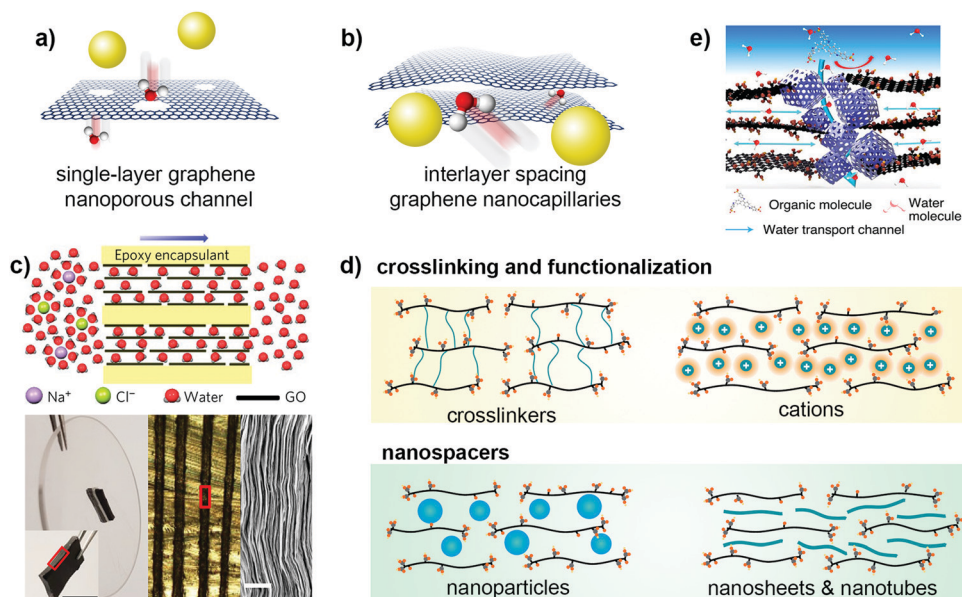 a)
single-layer graphene
nanoporous channel
b)
interlayer spacing
graphene nanocapillaries
e)
Organic molecule
Water
molecule
Water transport channel
c)
Epoxy encapsulant
Na⁺
Cl⁻
Water
GO
d) crosslinking and functionalization
crosslinkers
cations
nanospacers
nanoparticles
nanosheets & nanotubes